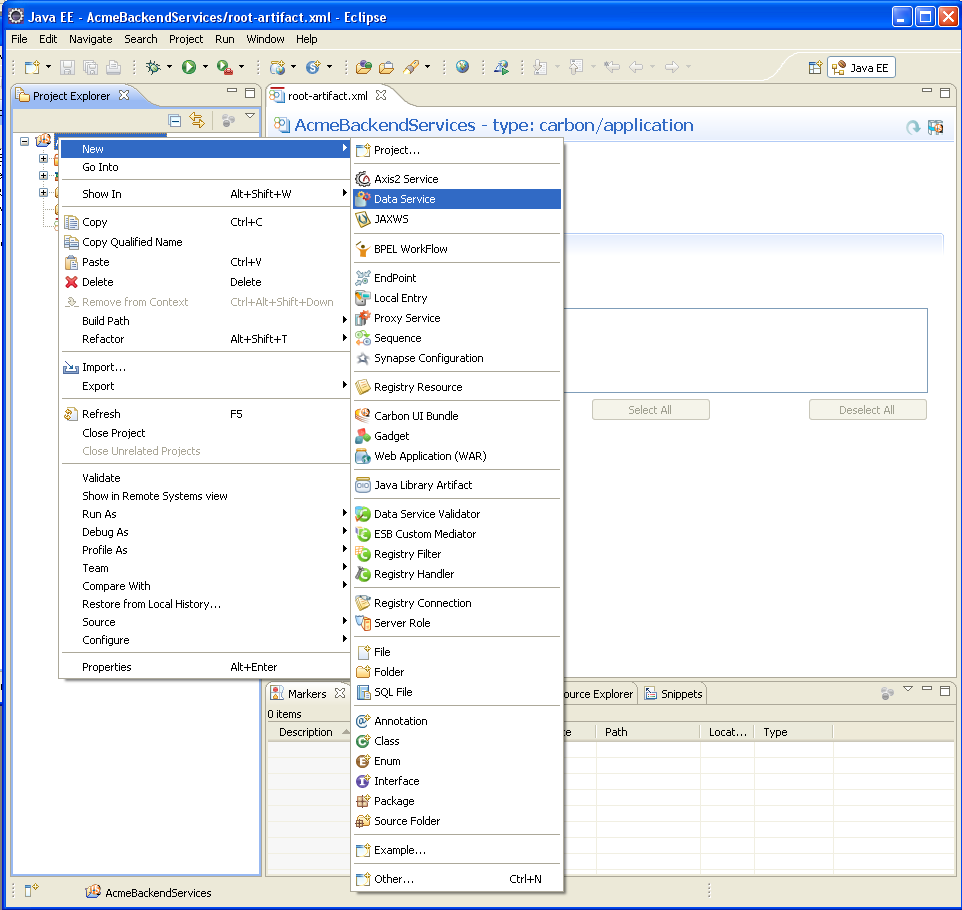 Java EE - AcmeBackendServices/root-artifact.xml - Eclipse
File Edit Navigate Search Project Run Window Help
Java EE
Project Explorer
root-artifact.xml
AcmeBackendServices - type: carbon/application
New
Go Into
Show In Alt+Shift+W
Copy Ctrl+C
Copy Qualified Name
Paste Ctrl+V
Delete Delete
Remove from Context Ctrl+Alt+Shift+Down
Build Path
Refactor Alt+Shift+T
Import...
Export
Refresh F5
Close Project
Close Unrelated Projects
Validate
Show in Remote Systems view
Run As
Debug As
Profile As
Team
Compare With
Restore from Local History...
Source
Configure
Properties Alt+Enter
Project...
Axis2 Service
Data Service
JAXWS
BPEL WorkFlow
EndPoint
Local Entry
Proxy Service
Sequence
Synapse Configuration
Registry Resource
Carbon UI Bundle
Gadget
Web Application (WAR)
Java Library Artifact
Data Service Validator
ESB Custom Mediator
Registry Filter
Registry Handler
Registry Connection
Server Role
File
Folder
SQL File
Annotation
Class
Enum
Interface
Package
Source Folder
Example...
Other... Ctrl+N
Select All Deselect All
Markers
Explorer
Snippets
0 items
Description Path Locat... Type
AcmeBackendServices